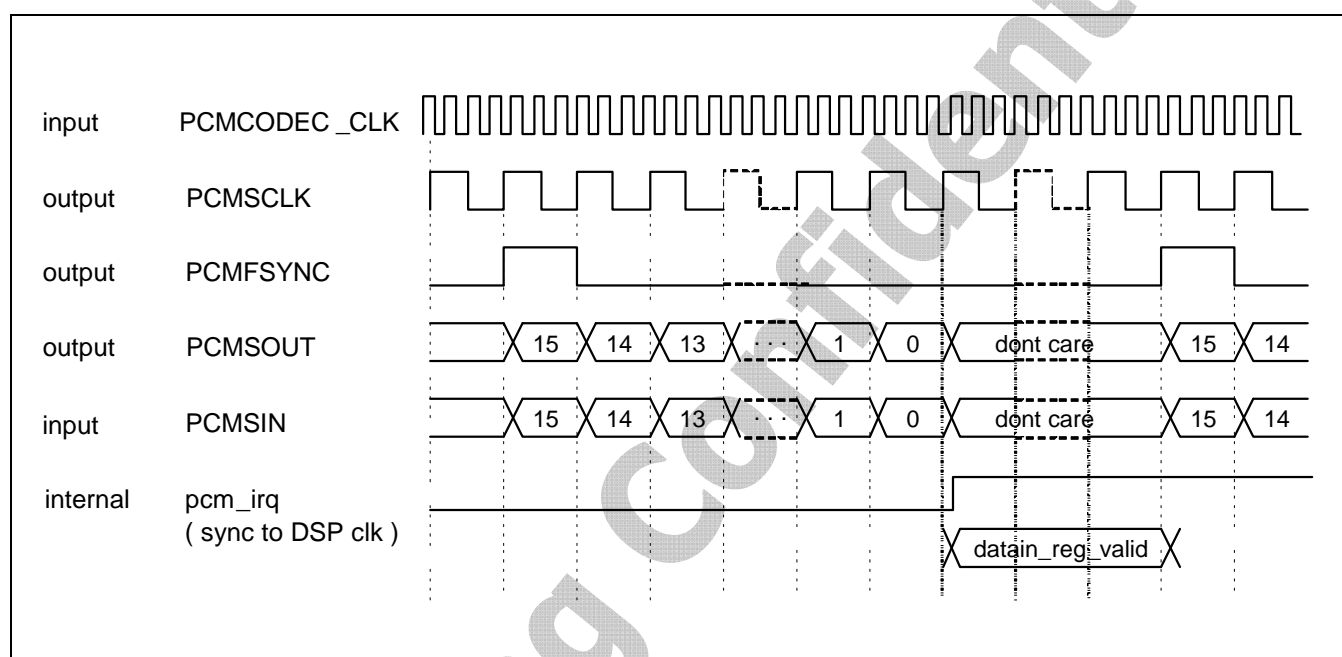 input PCMCODEC _CLK
output PCMSCLK
output PCMFSYNC
output PCMSOUT 15 14 13 · · · 1 0 dont care 15 14
input PCMSIN 15 14 13 · · · 1 0 dont care 15 14
internal pcm_irq
( sync to DSP clk )
datain_reg_valid
g Confident